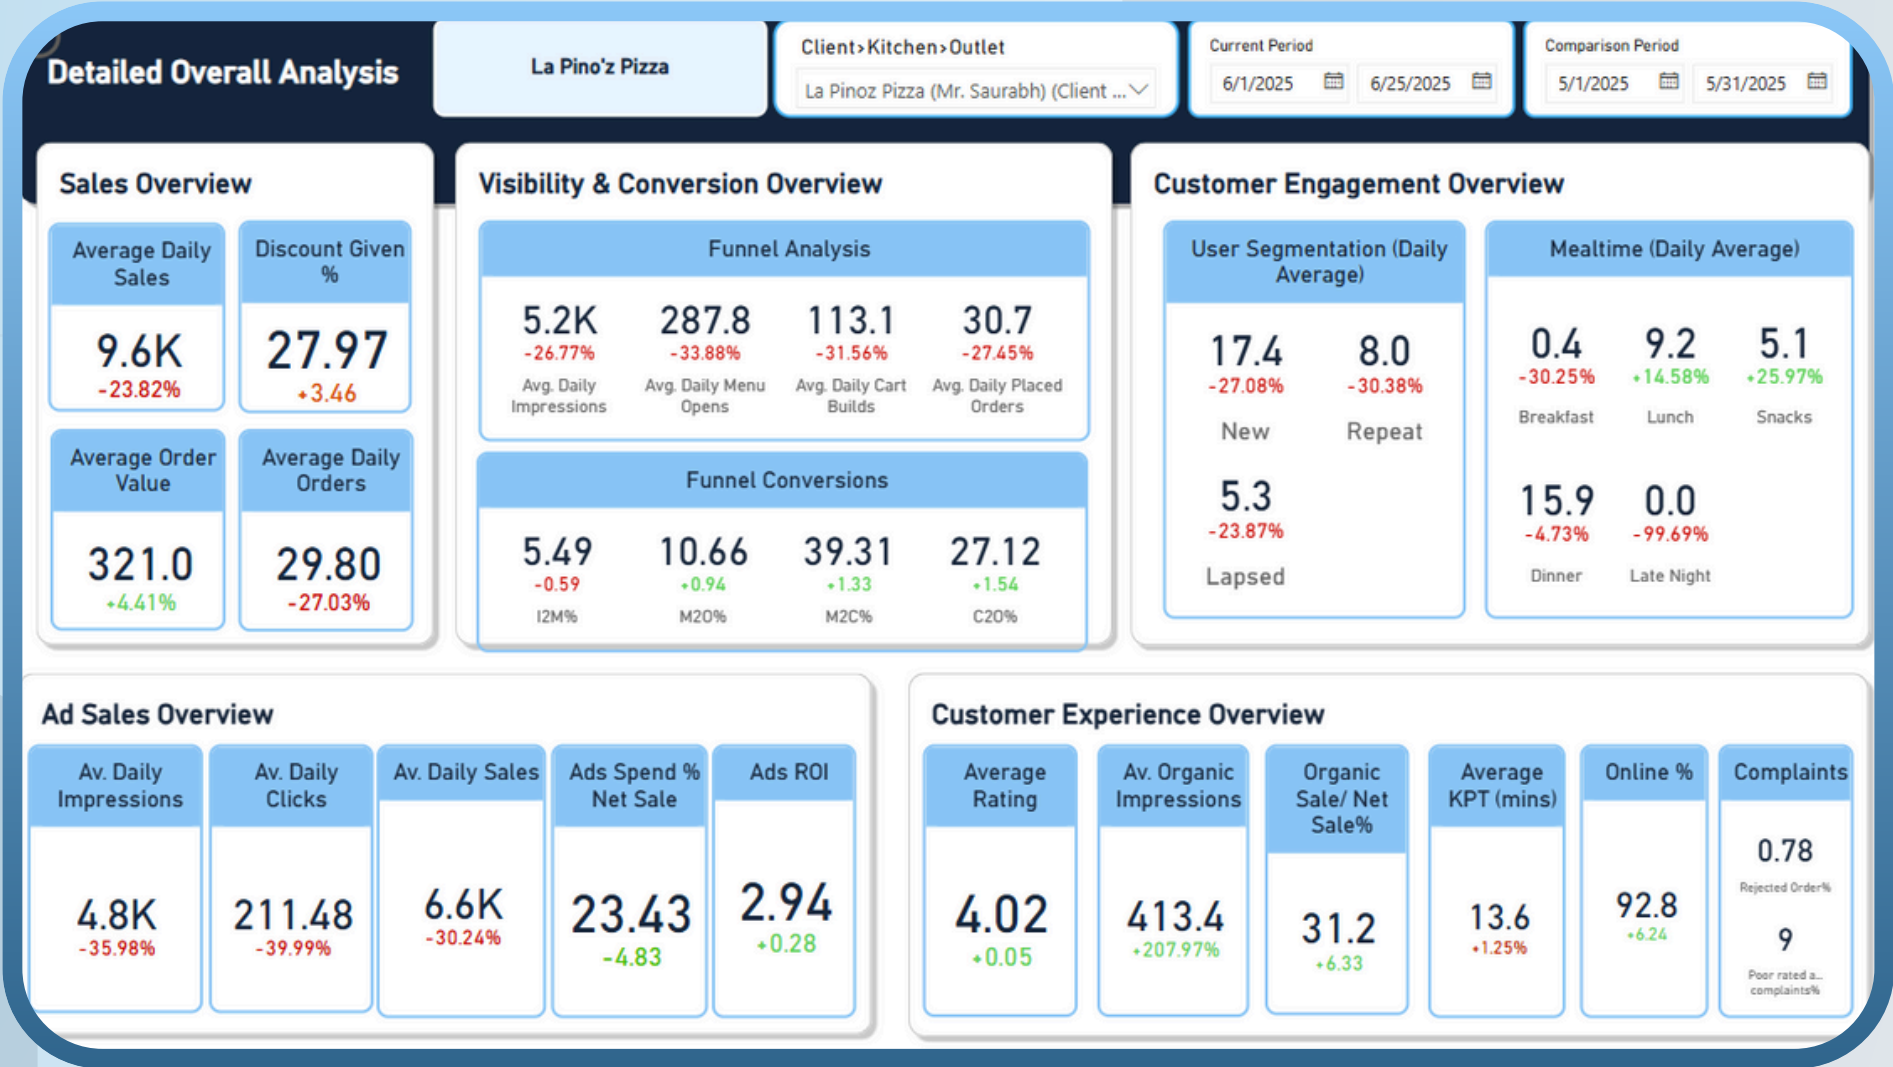 Detailed Overall Analysis
La Pino'z Pizza
Client>Kitchen>Outlet
La Pinoz Pizza (Mr. Saurabh) (Client ...
Current Period
6/1/2025
6/25/2025
Comparison Period
5/1/2025
5/31/2025
Sales Overview
Average Daily
Sales
9.6K
-23.82%
Discount Given
%
27.97
+3.46
Average Order
Value
321.0
+4.41%
Average Daily
Orders
29.80
-27.03%
Visibility & Conversion Overview
Funnel Analysis
5.2K
-26.77%
Avg. Daily
Impressions
287.8
-33.88%
Avg. Daily Menu
Opens
113.1
-31.56%
Avg. Daily Cart
Builds
30.7
-27.45%
Avg. Daily Placed
Orders
Funnel Conversions
5.49
-0.59
I2M%
10.66
+0.94
M2O%
39.31
+1.33
M2C%
27.12
+1.54
C2O%
Customer Engagement Overview
User Segmentation (Daily
Average)
17.4
-27.08%
New
8.0
-30.38%
Repeat
5.3
-23.87%
Lapsed
Mealtime (Daily Average)
0.4
-30.25%
Breakfast
9.2
+14.58%
Lunch
5.1
+25.97%
Snacks
15.9
-4.73%
Dinner
0.0
-99.69%
Late Night
Ad Sales Overview
Av. Daily
Impressions
4.8K
-35.98%
Av. Daily
Clicks
211.48
-39.99%
Av. Daily Sales
6.6K
-30.24%
Ads Spend %
Net Sale
23.43
-4.83
Ads ROI
2.94
+0.28
Customer Experience Overview
Average
Rating
4.02
+0.05
Av. Organic
Impressions
413.4
+207.97%
Organic
Sale/ Net
Sale%
31.2
+6.33
Average
KPT (mins)
13.6
+1.25%
Online %
92.8
+6.24
Complaints
0.78
Rejected Order%
9
Poor rated a...
complaints%